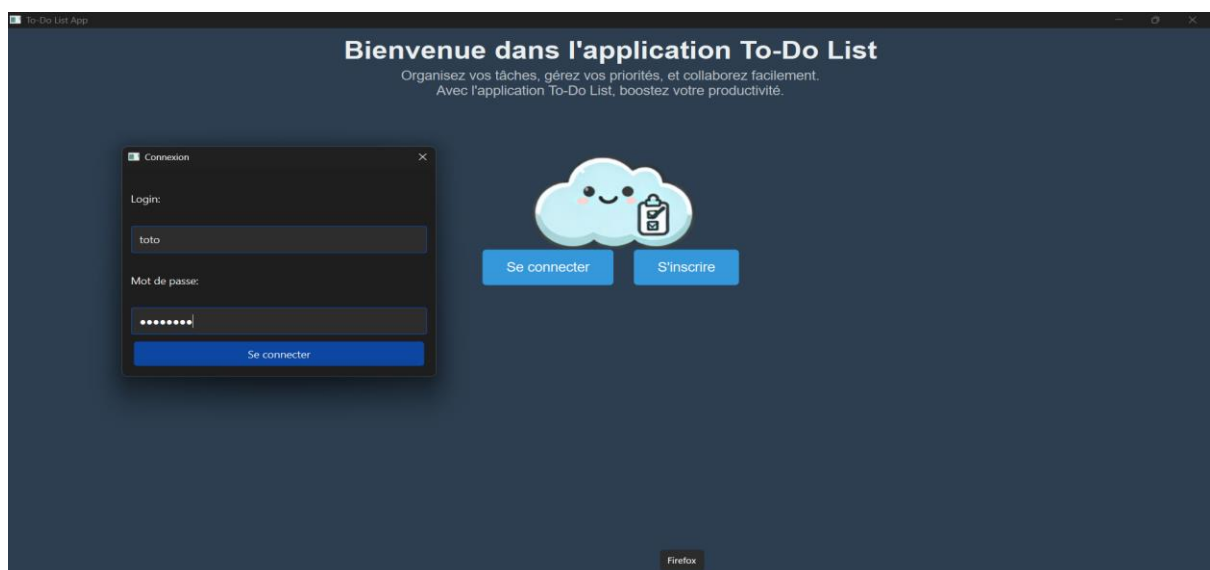 To-Do List App
Bienvenue dans l'application To-Do List
Organisez vos tâches, gérez vos priorités, et collaborez facilement.
Avec l'application To-Do List, boostez votre productivité.
Connexion
Login:
toto
Mot de passe:
••••••••
Se connecter
Se connecter
S'inscrire
Firefox